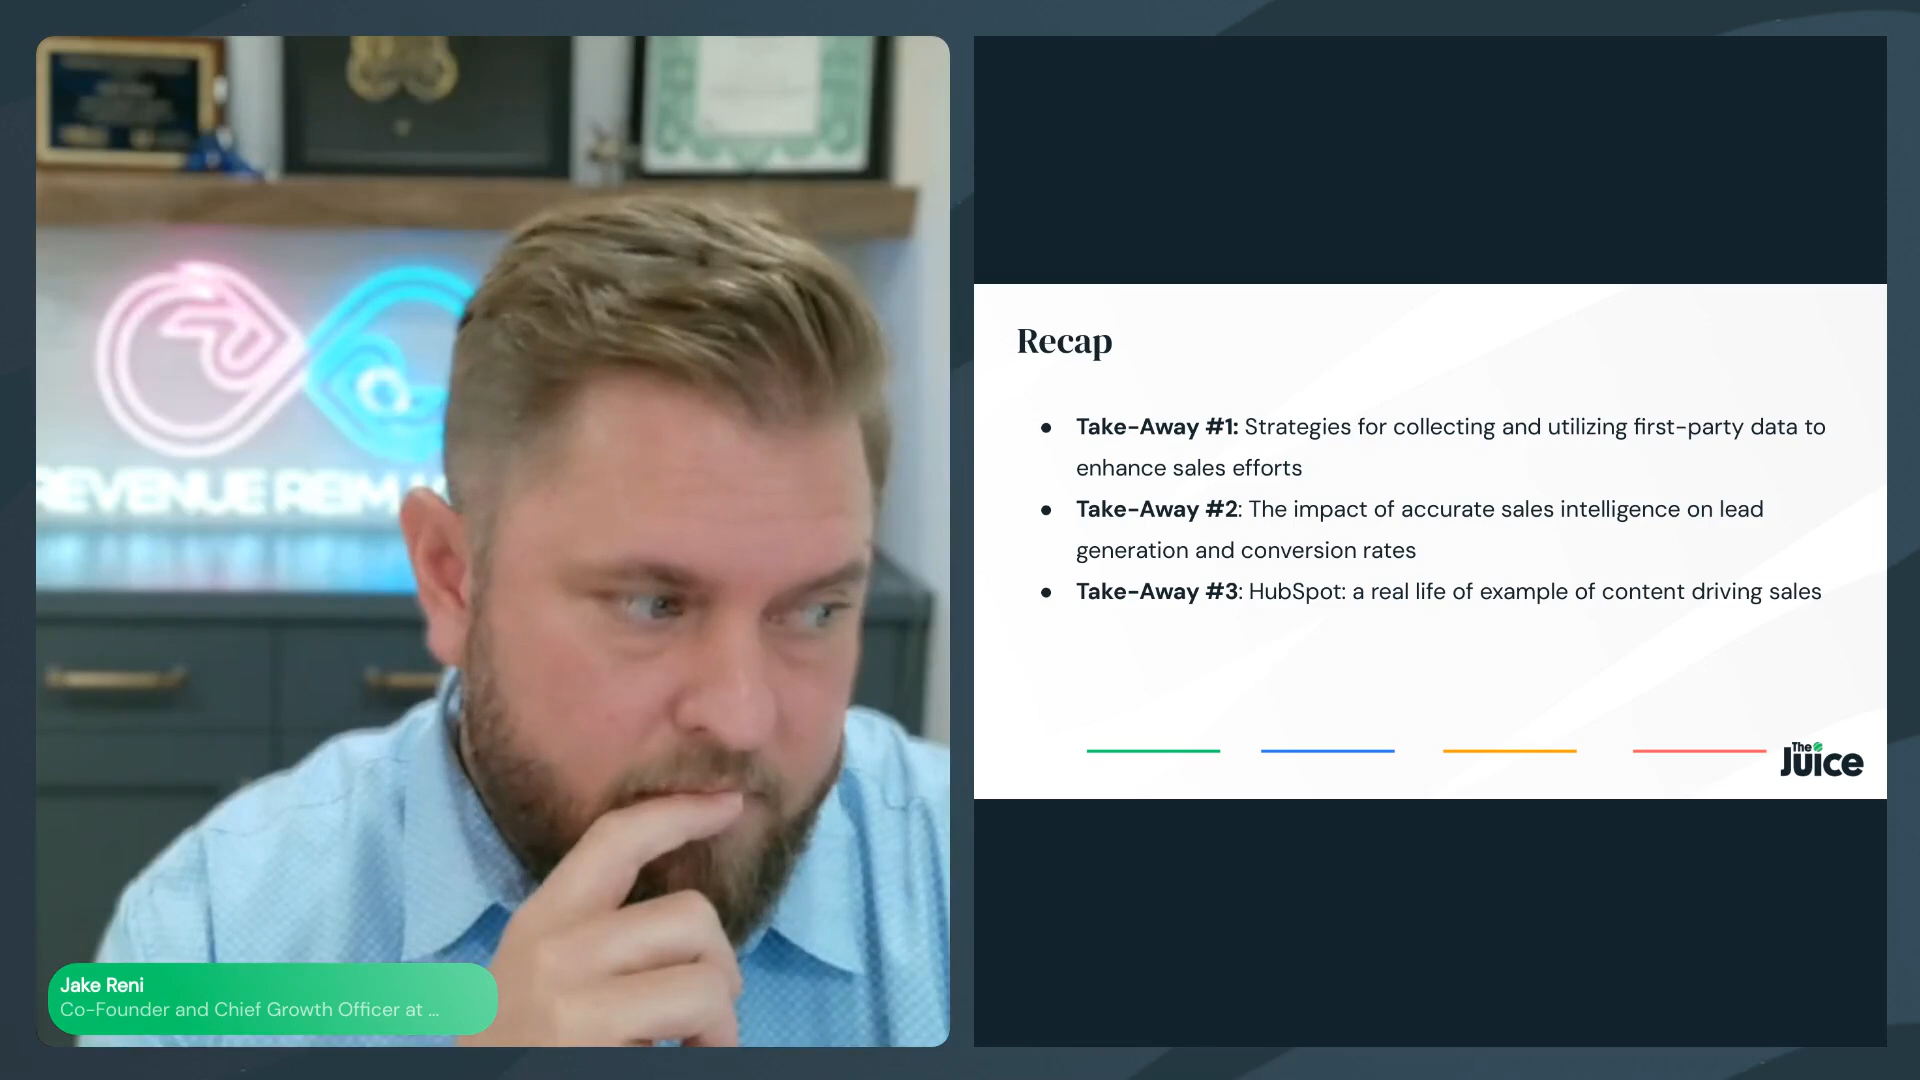 REVENUE REIM
Jake Reni
Co-Founder and Chief Growth Officer at ...
Recap
● Take-Away #1: Strategies for collecting and utilizing first-party data to
enhance sales efforts
● Take-Away #2: The impact of accurate sales intelligence on lead
generation and conversion rates
● Take-Away #3: HubSpot: a real life of example of content driving sales
The
Juice